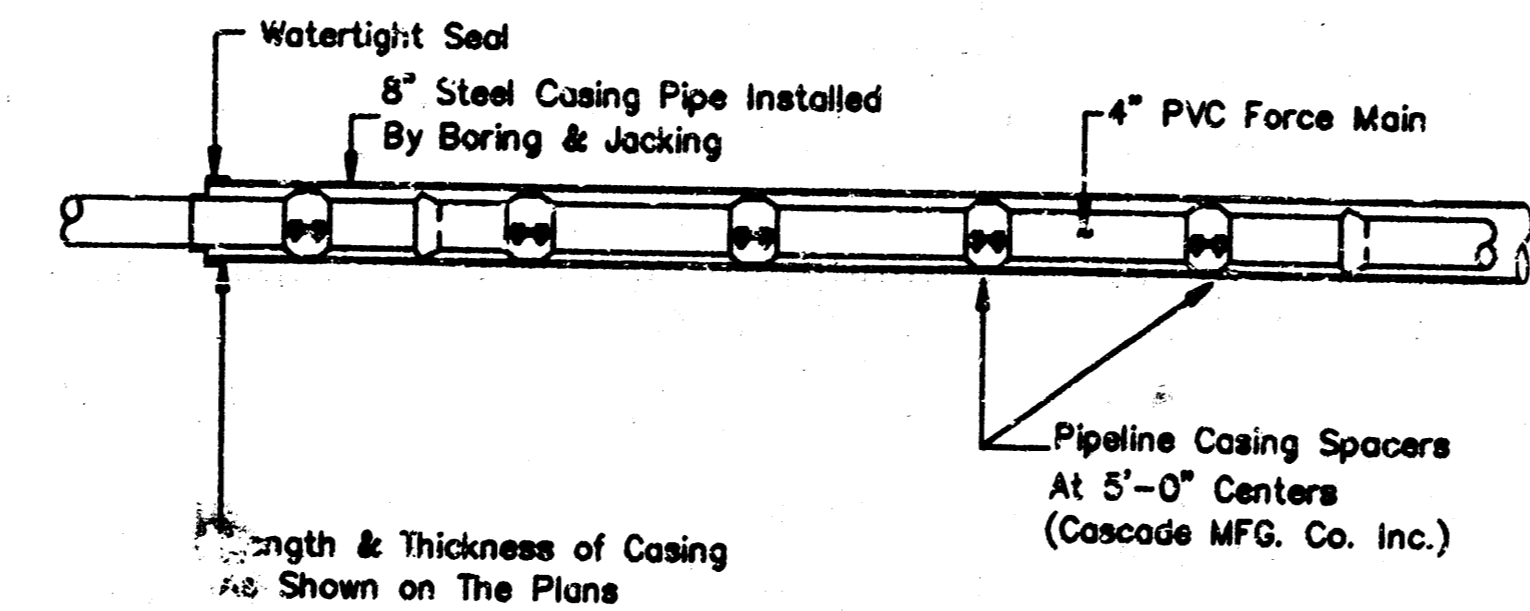 Watertight Seal
8" Steel Casing Pipe Installed
By Boring & Jacking
4" PVC Force Main
Pipeline Casing Spacers
At 5'-0" Centers
(Cascade MFG. Co. Inc.)
& Thickness of Casing
Shown on The Plans